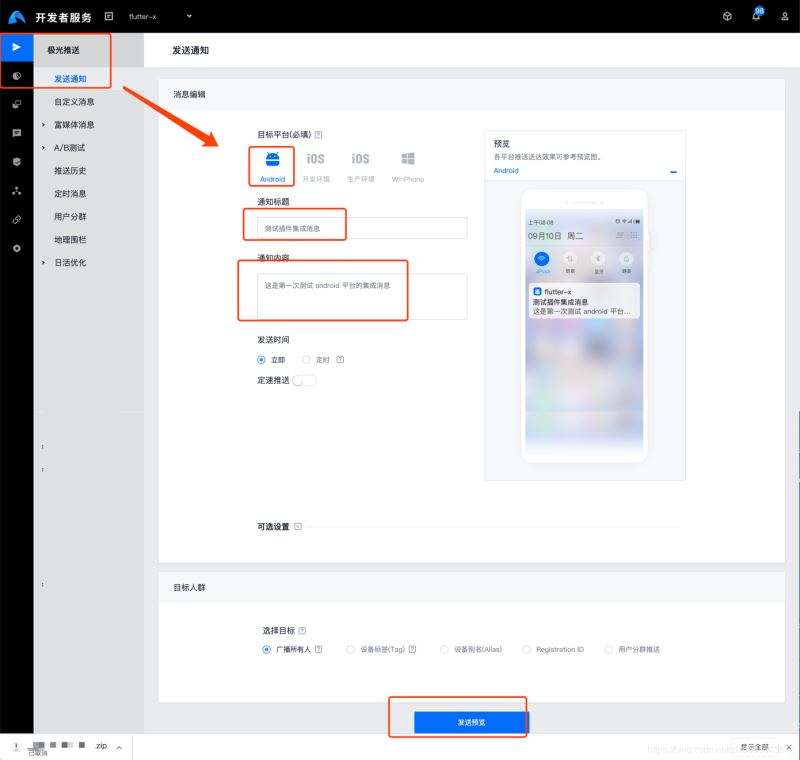 开发者服务
flutter-x
98
极光推送
发送通知
发送通知
自定义消息
富媒体消息
A/B测试
推送历史
定时消息
用户分群
地理围栏
日活优化
消息编辑
目标平台(必填)
iOS
iOS
Android
开发环境
生产环境
WinPhone
通知标题
测试插件集成消息
通知内容
这是第一次测试 android 平台的集成消息
发送时间
立即
定时
定速推送
预览
各平台推送送达效果可参考预览图。
Android
上午08:08
09月10日 周二
JPush
数据
蓝牙
静音
flutter-x
测试插件集成消息
这是第一次测试 android 平台...
可选设置
目标人群
选择目标
广播所有人
设备标签(Tag)
设备别名(Alias)
Registration ID
用户分群推送
发送预览
.zip
已取消
显示全部